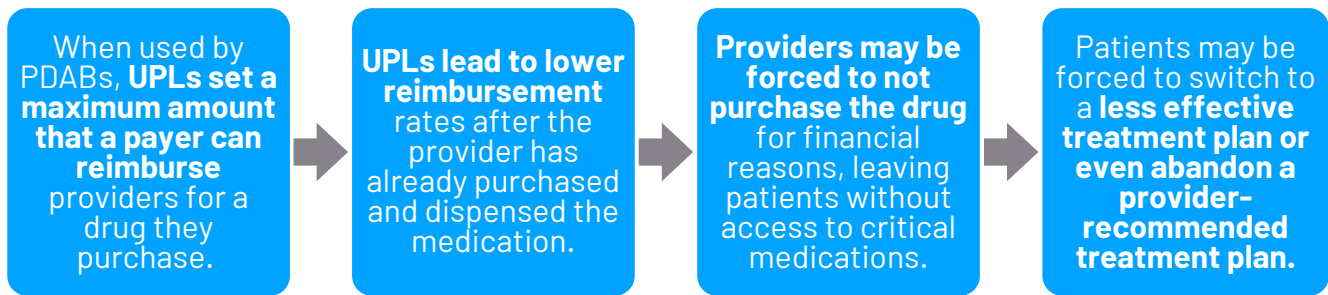 When used by
PDABs, UPLs set a
maximum amount
that a payer can
reimburse
providers for a
drug they
purchase.
UPLs lead to lower
reimbursement
rates after the
provider has
already purchased
and dispensed the
medication.
Providers may be
forced to not
purchase the drug
for financial
reasons, leaving
patients without
access to critical
medications.
Patients may be
forced to switch to
a less effective
treatment plan or
even abandon a
provider-
recommended
treatment plan.